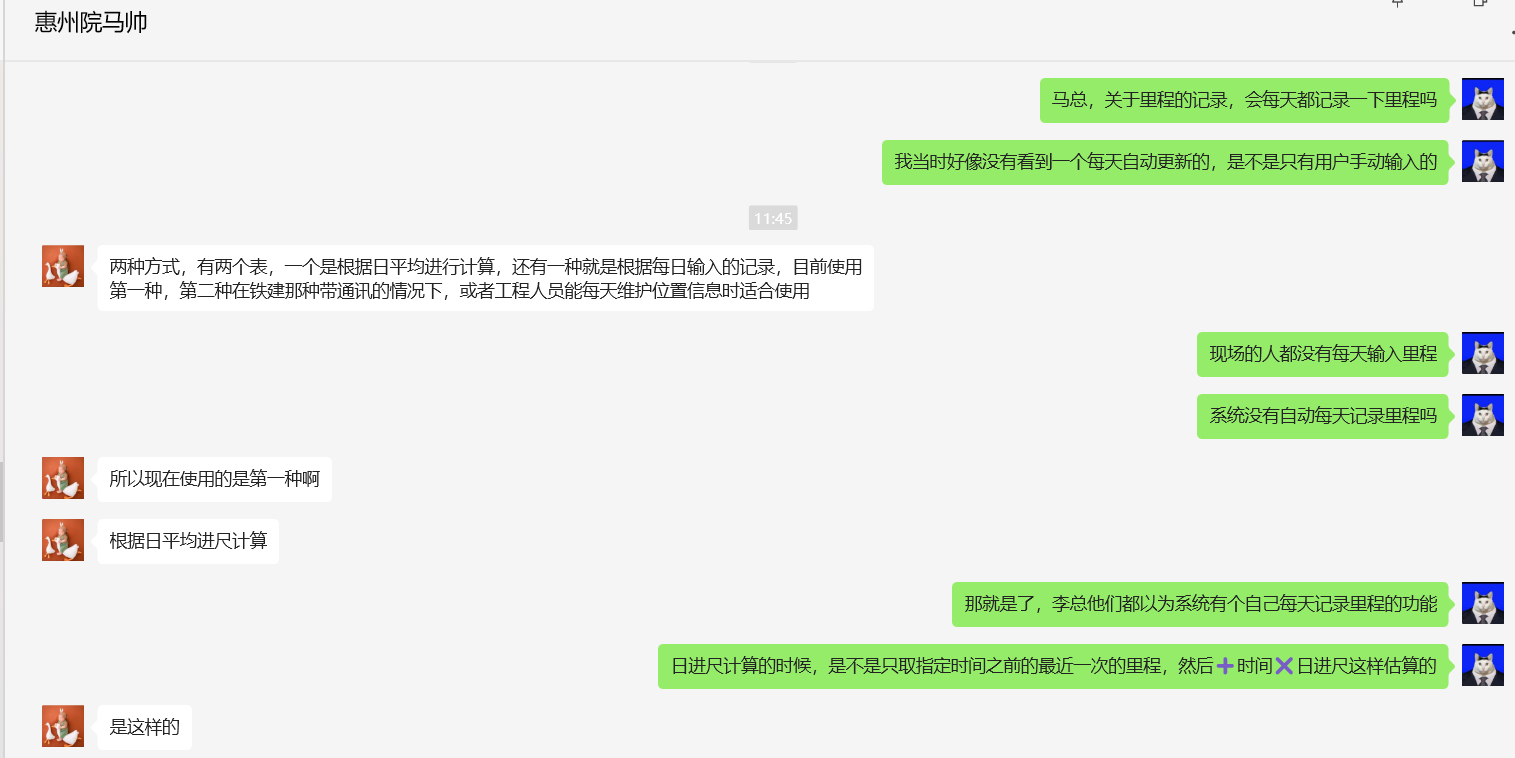 惠州院马帅
马总，关于里程的记录，会每天都记录一下里程吗
我当时好像没有看到一个每天自动更新的，是不是只有用户手动输入的
11:45
两种方式，有两个表，一个是根据日平均进行计算，还有一种就是根据每日输入的记录，目前使用
第一种，第二种在铁建那种带通讯的情况下，或者工程人员能每天维护位置信息时适合使用
现场的人都没有每天输入里程
系统没有自动每天记录里程吗
所以现在使用的是第一种啊
根据日平均进尺计算
那就是了，李总他们都以为系统有个自己每天记录里程的功能
日进尺计算的时候，是不是只取指定时间之前的最近一次的里程，然后➕时间✖️日进尺这样估算的
是这样的